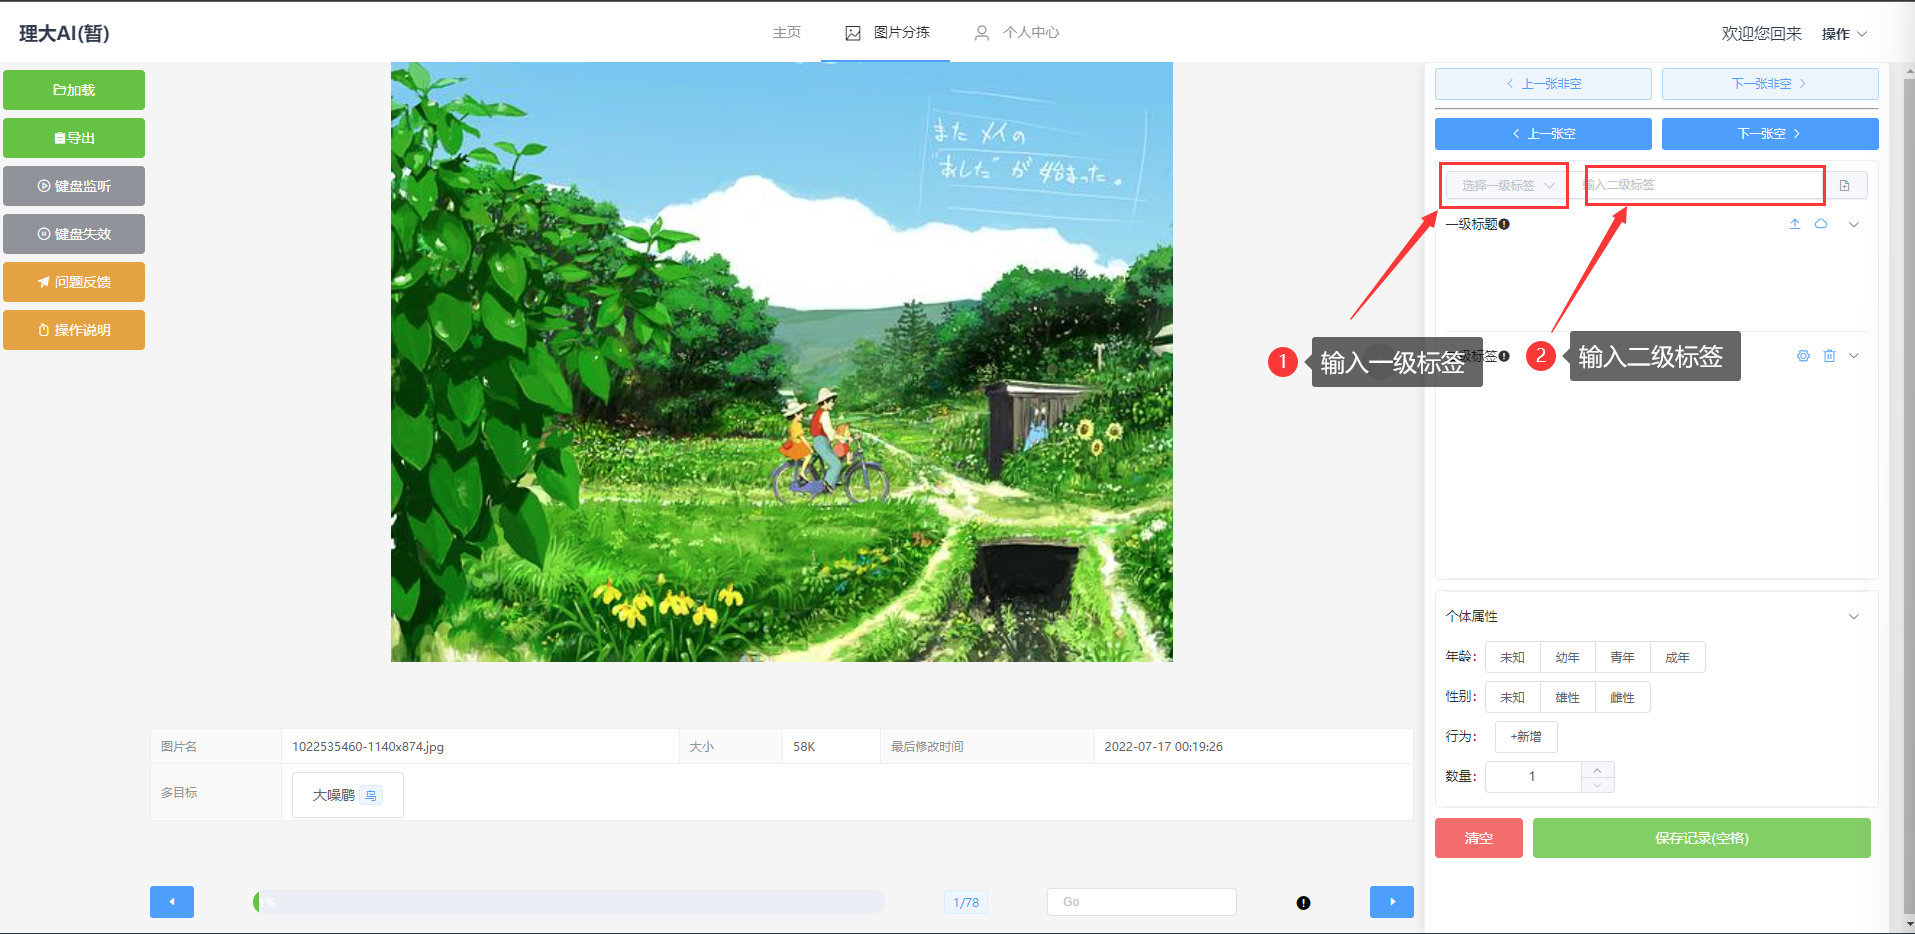 理大AI(暂)
主页
图片分拣
个人中心
欢迎您回来
操作
加载
导出
键盘监听
键盘失效
问题反馈
操作说明
また メイの
"あした" が 始まった。
上一张非空
下一张非空
上一张空
下一张空
选择一级标签
输入二级标签
一级标题
1 输入一级标签
级标签
2 输入二级标签
个体属性
年龄: 未知 幼年 青年 成年
性别: 未知 雄性 雌性
行为: +新增
数量: 1
清空
保存记录(空格)
图片名 1022535460-1140x874.jpg 大小 58K 最后修改时间 2022-07-17 00:19:26
多目标 大噪鹛 鸟
1/78
Go